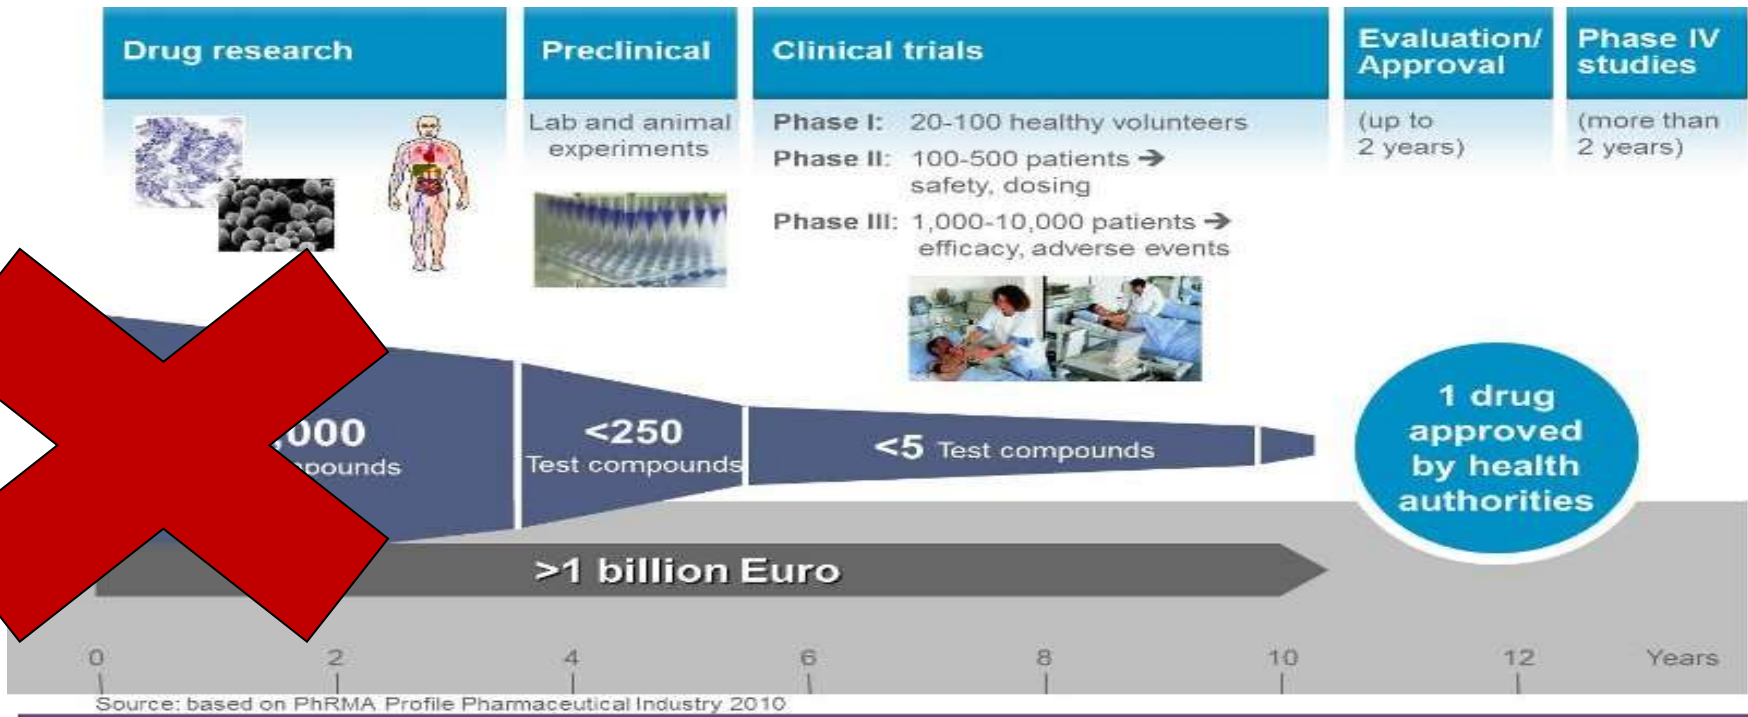 Drug research
Preclinical
Clinical trials
Evaluation/
Approval
Phase IV
studies
Lab and animal
experiments
Phase I: 20-100 healthy volunteers
Phase II: 100-500 patients ➔
safety, dosing
Phase III: 1,000-10,000 patients ➔
efficacy, adverse events
(up to
2 years)
(more than
2 years)
,000
pounds
<250
Test compounds
<5 Test compounds
1 drug
approved
by health
authorities
>1 billion Euro
0 2 4 6 8 10 12 Years
Source: based on PhRMA Profile Pharmaceutical Industry 2010